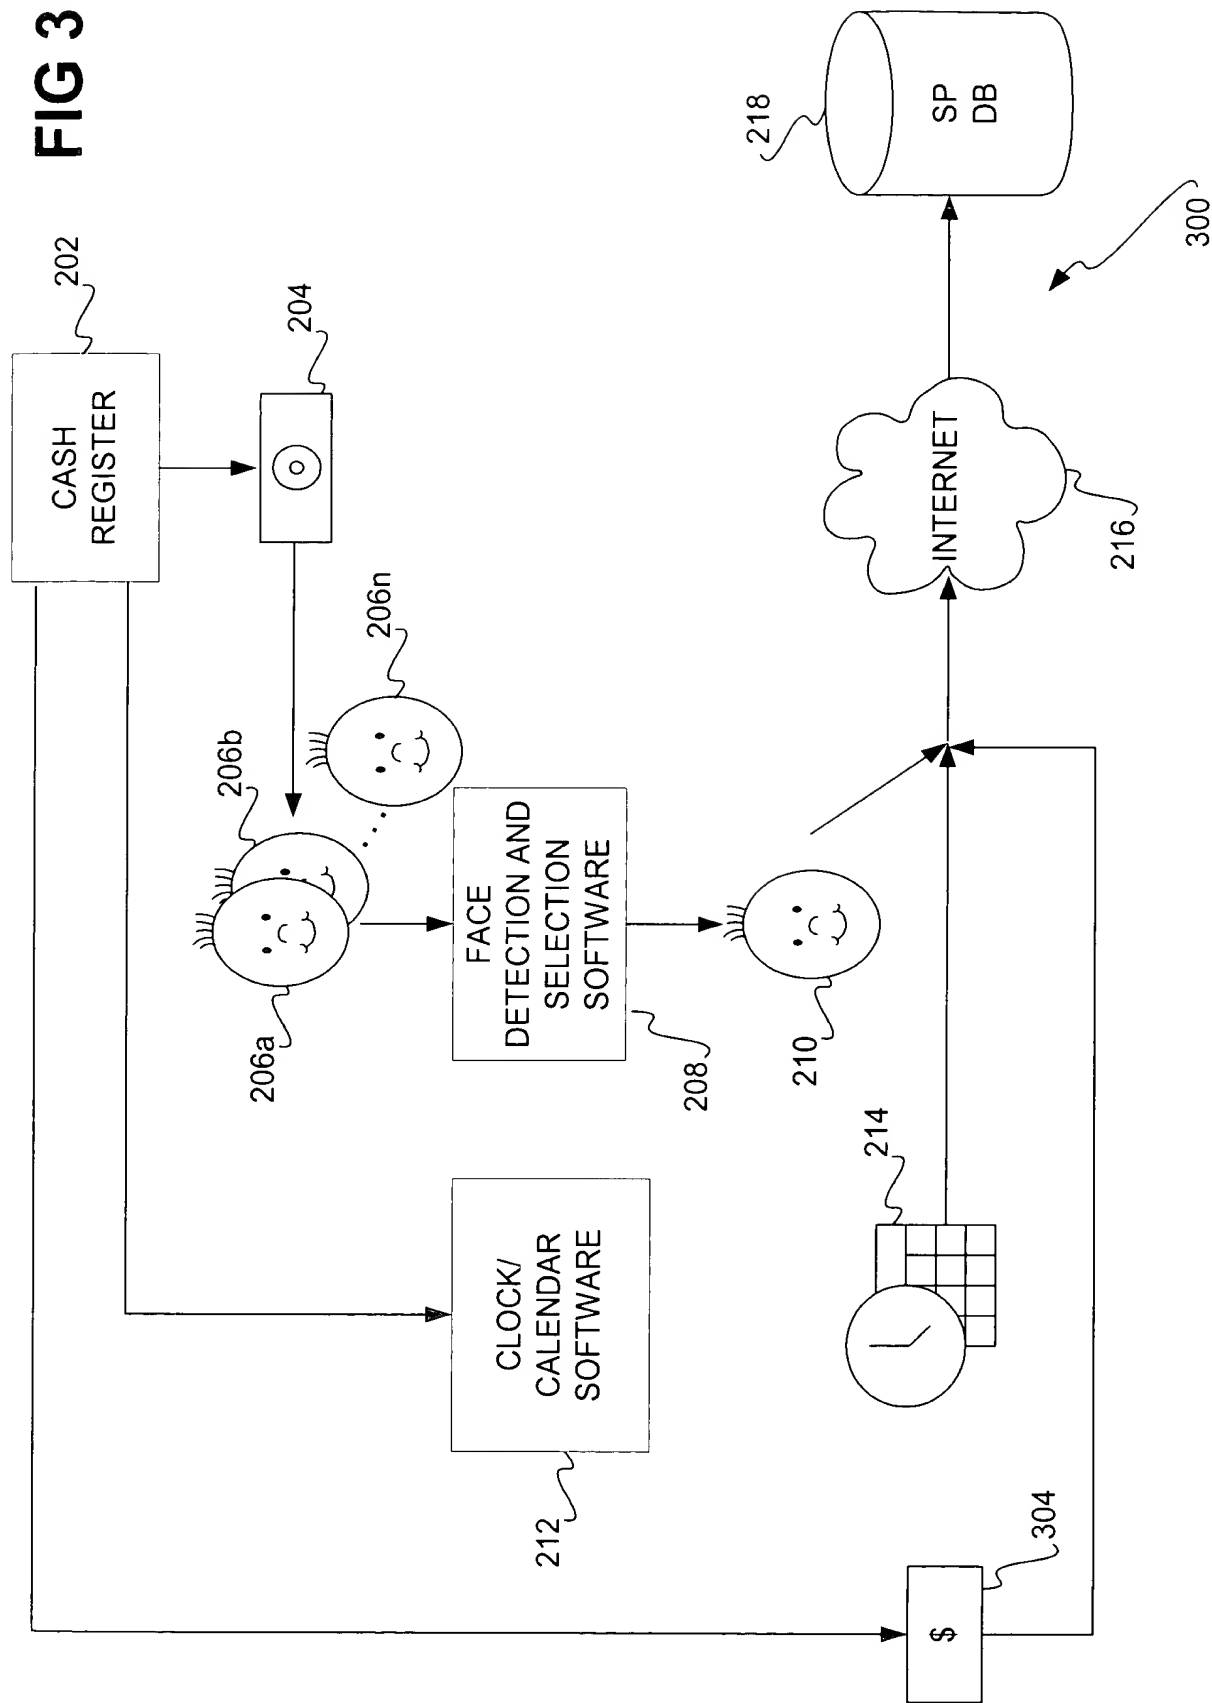 FIG 3
CASH
REGISTER
202
204
206n
206b
206a
FACE
DETECTION AND
SELECTION
SOFTWARE
208
210
CLOCK/
CALENDAR
SOFTWARE
212
214
$
304
INTERNET
216
SP
DB
218
300